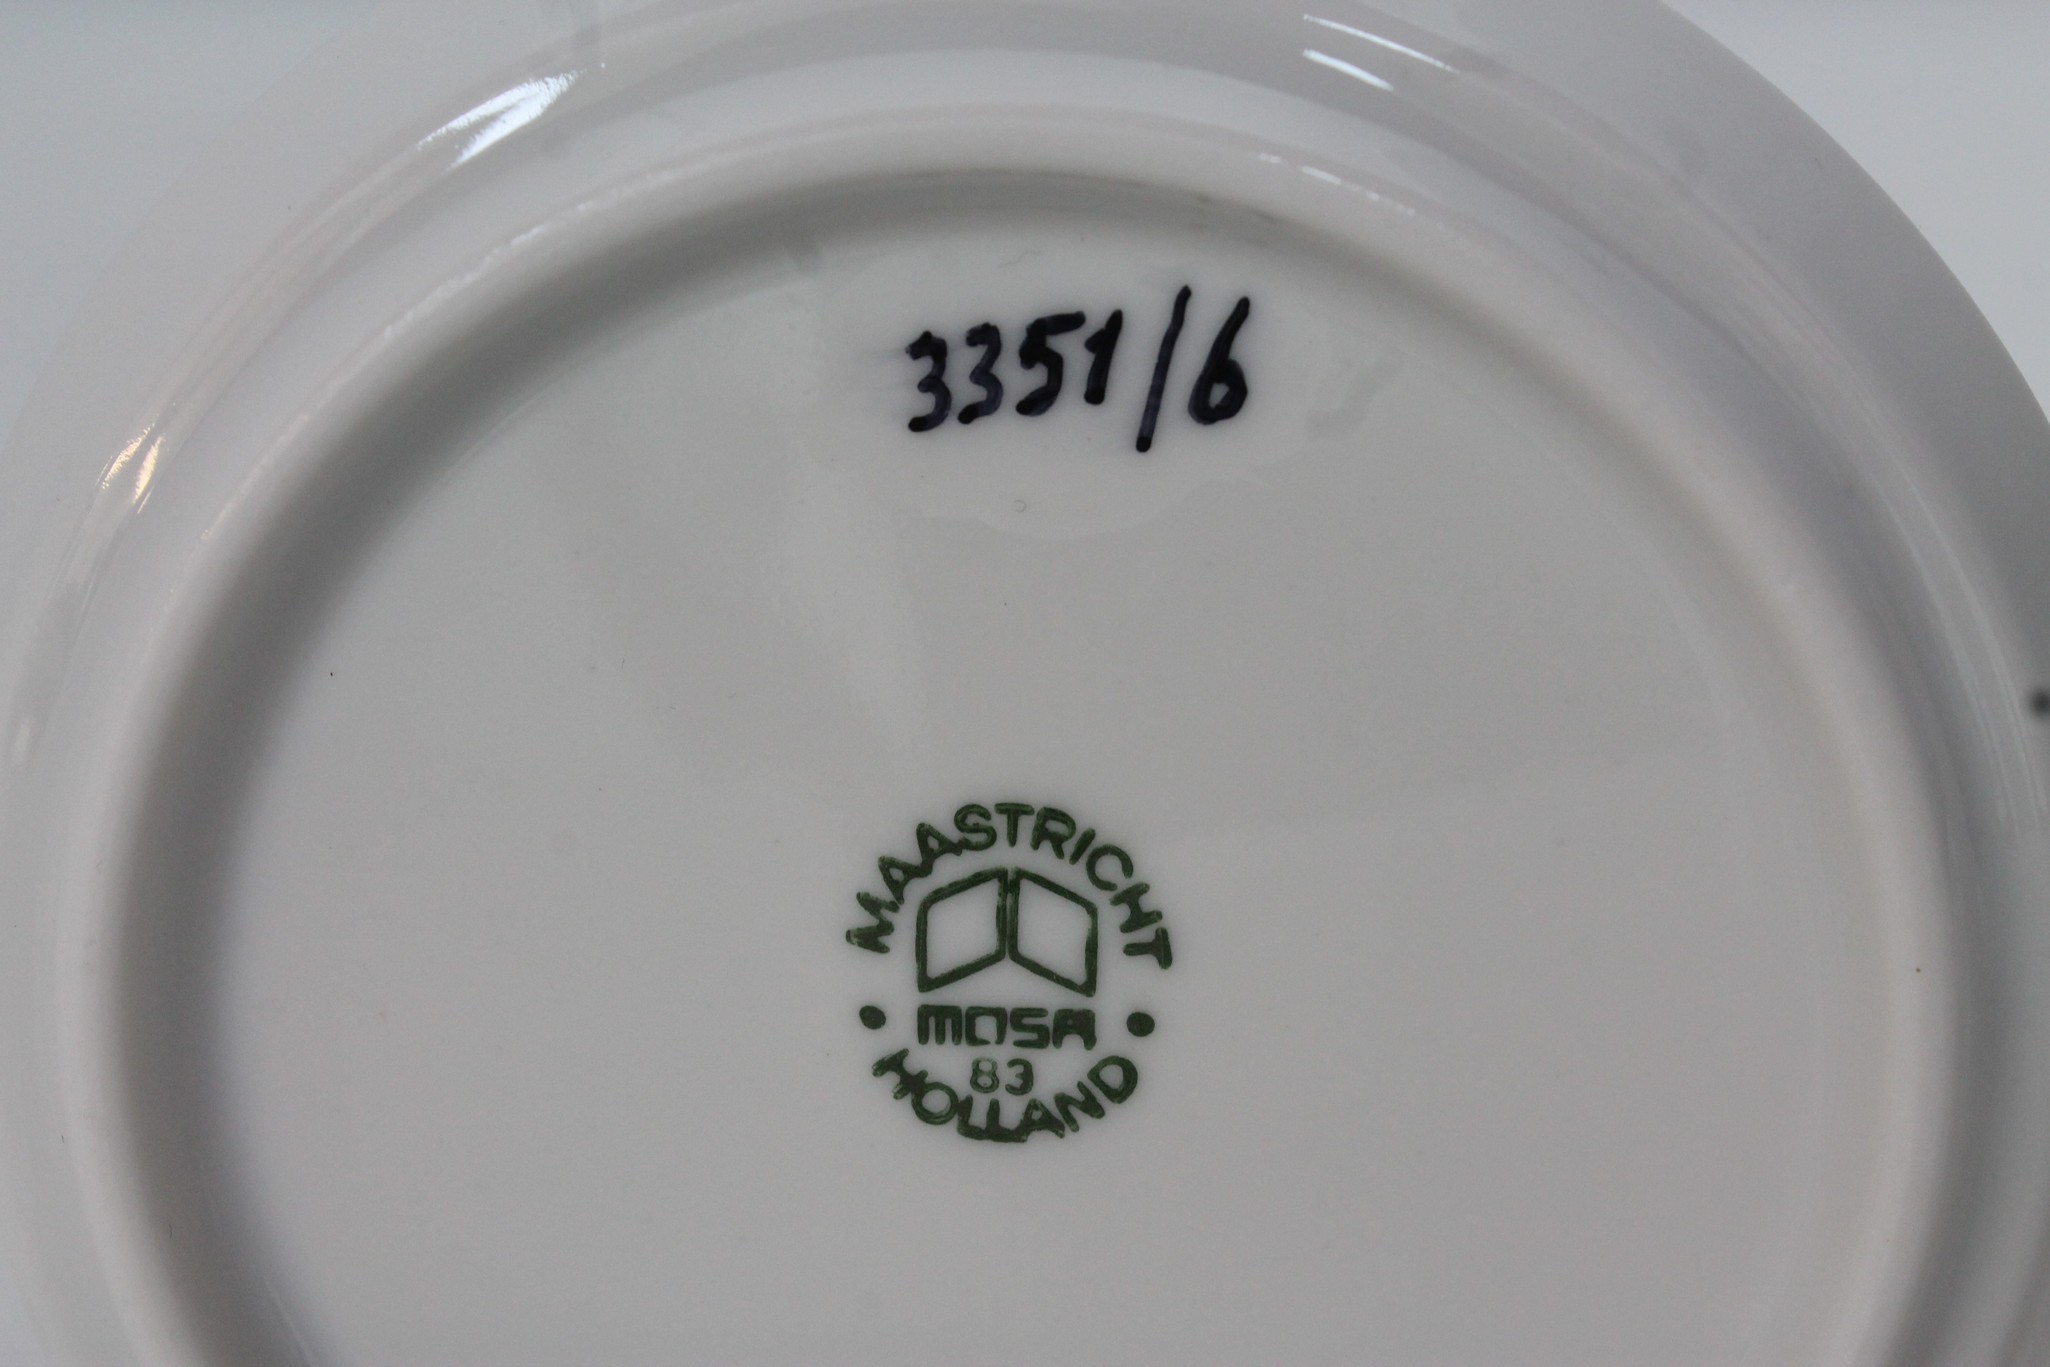 3351/6
MAASTRICHT
MOSA
83
HOLLAND